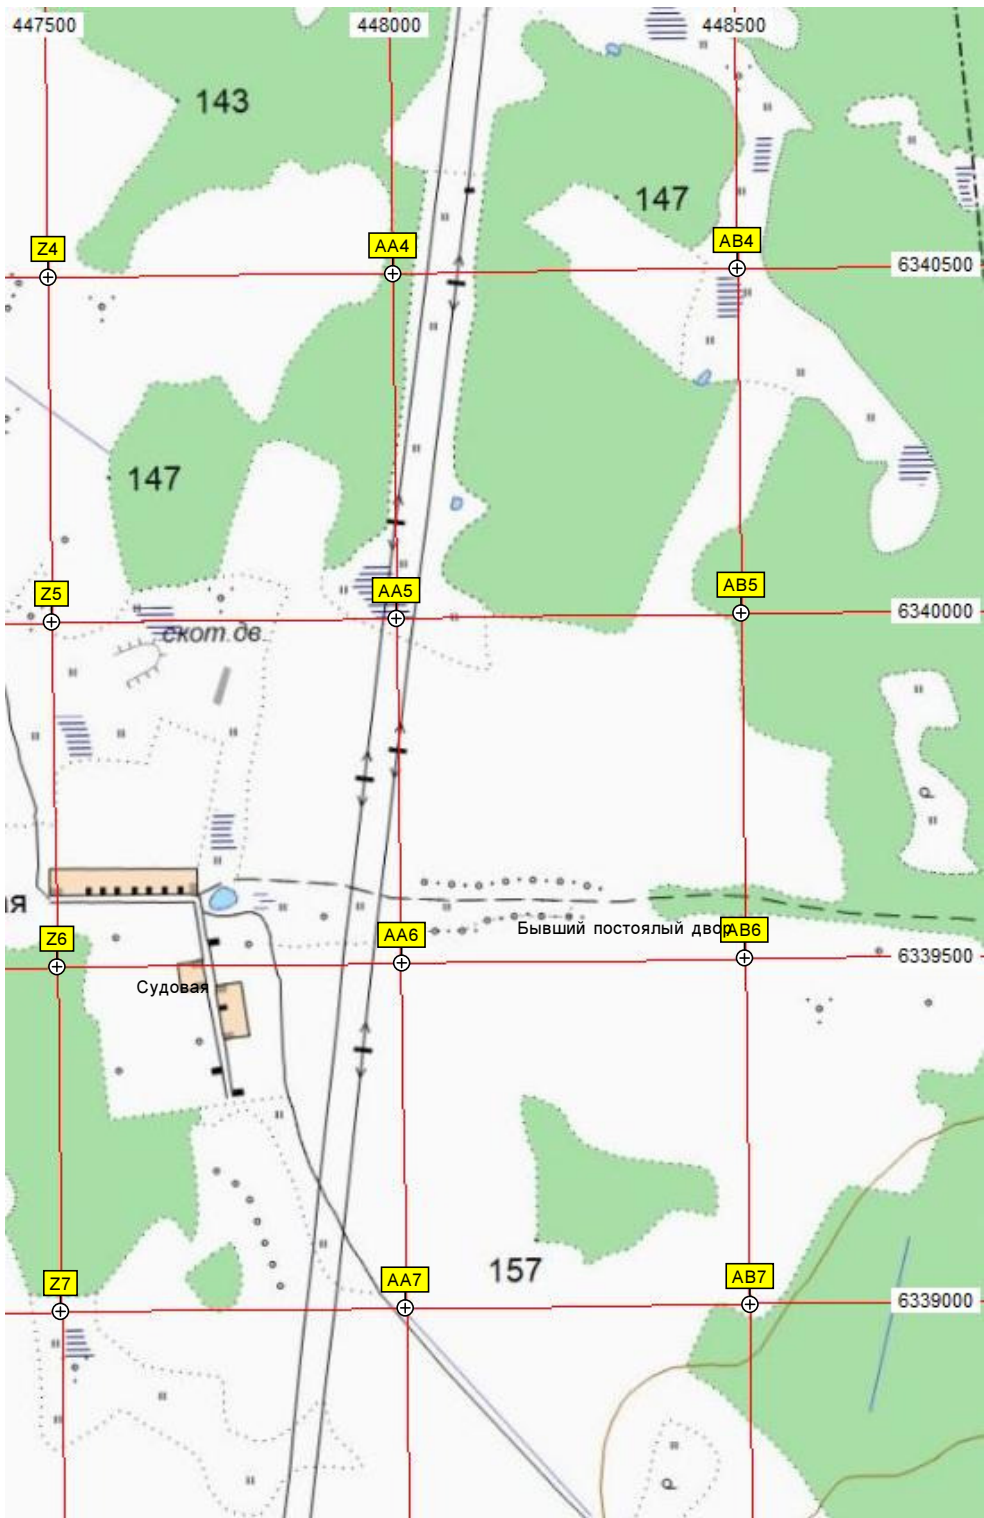 447500 448000 448500
143
147
Z4 AA4 AB4
6340500
147
Z5 AA5 AB5
6340000
скот.дв.
р
ая
Z6 AA6 AB6
Бывший постоялый двор
6339500
Судовая
157
Z7 AA7 AB7
6339000
р